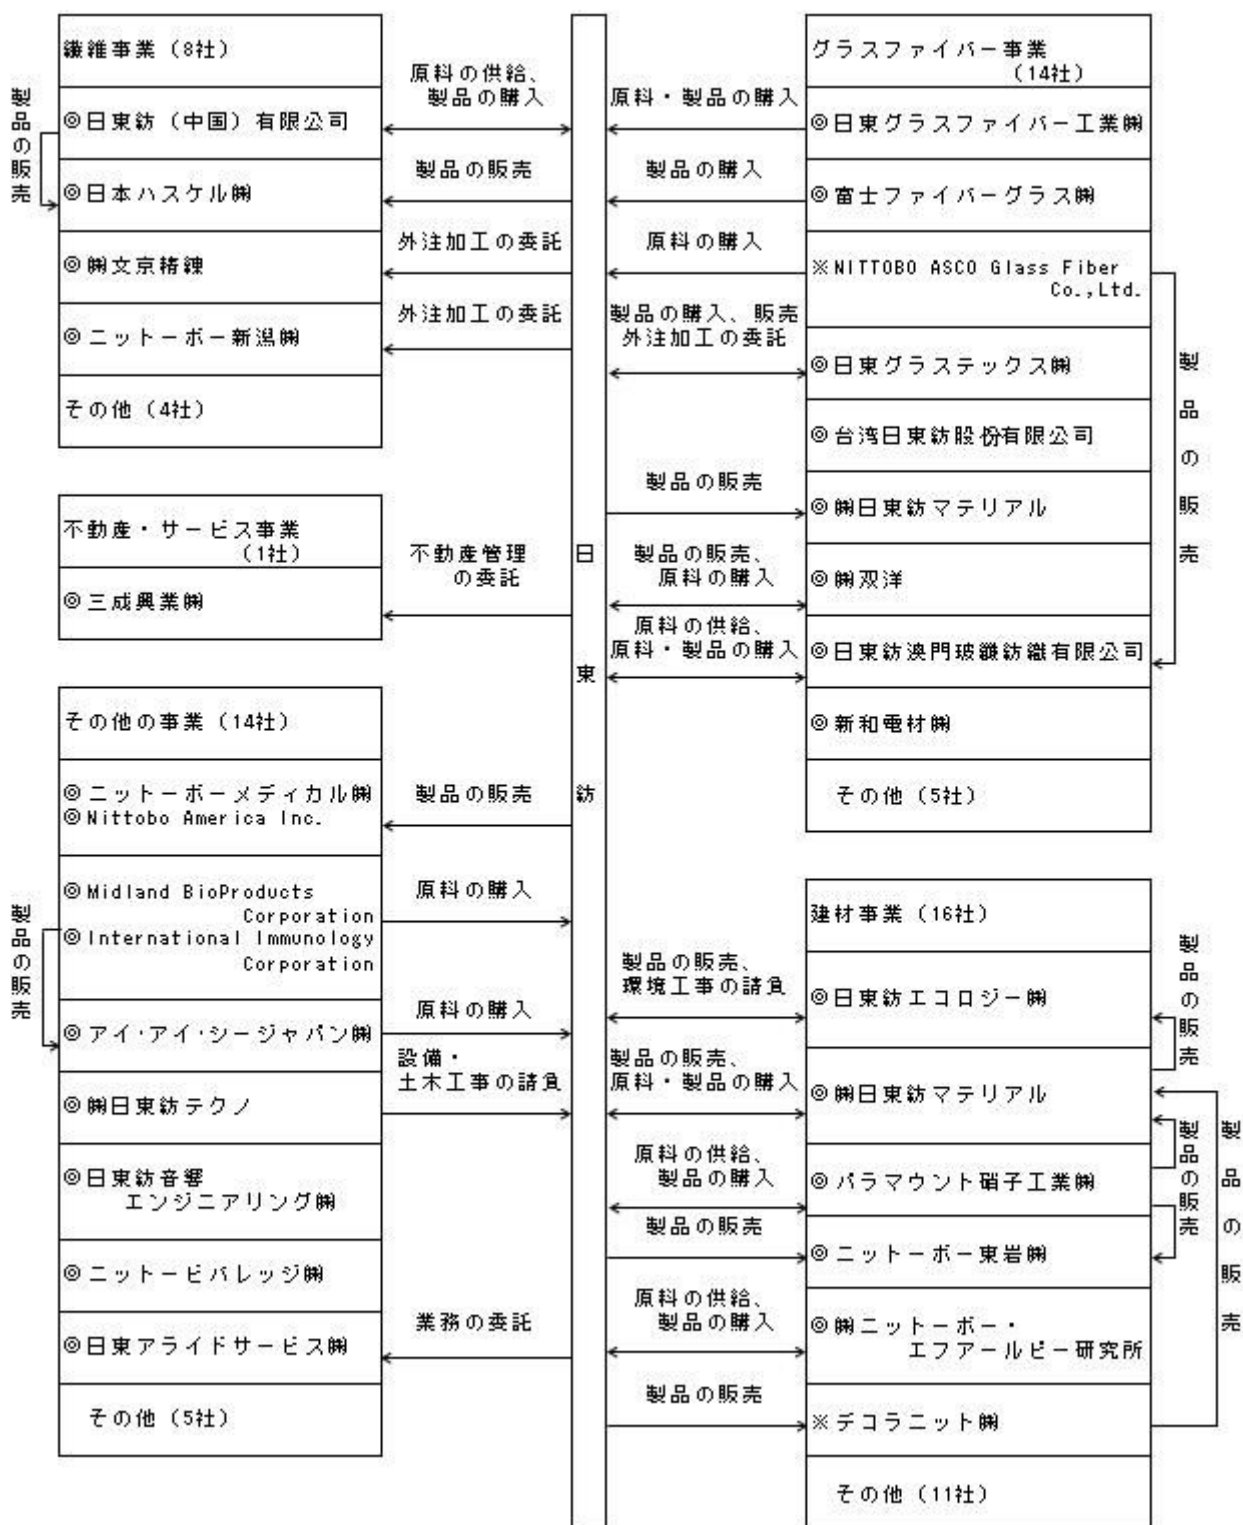 繊維事業（8社）
◎日東紡（中国）有限公司
◎日本ハスケル㈱
◎㈱文京精錬
◎ニットーボー新潟㈱
その他（4社）
製品の販売
原料の供給、
製品の購入
製品の販売
外注加工の委託
外注加工の委託
不動産・サービス事業
（1社）
◎三成興業㈱
不動産管理
の委託
その他の事業（14社）
◎ニットーボーメディカル㈱
◎Nittobo America Inc.
◎Midland BioProducts
Corporation
◎International Immunology
Corporation
◎アイ・アイ・シージャパン㈱
◎㈱日東紡テクノ
◎日東紡音響
エンジニアリング㈱
◎ニットービバレッジ㈱
◎日東アライドサービス㈱
その他（5社）
製品の販売
製品の販売
原料の購入
原料の購入
設備・
土木工事の請負
業務の委託
日東紡
グラスファイバー事業
（14社）
◎日東グラスファイバー工業㈱
◎富士ファイバーグラス㈱
※NITTOBO ASCO Glass Fiber
Co.,Ltd.
◎日東グラステックス㈱
◎台湾日東紡股份有限公司
◎㈱日東紡マテリアル
◎㈱双洋
◎日東紡澳門玻纖紡織有限公司
◎新和電材㈱
その他（5社）
原料・製品の購入
製品の購入
原料の購入
製品の購入、販売
外注加工の委託
製品の販売
製品の販売、
原料の購入
原料の供給、
原料・製品の購入
製品の販売
建材事業（16社）
◎日東紡エコロジー㈱
◎㈱日東紡マテリアル
◎パラマウント硝子工業㈱
◎ニットーボー東岩㈱
◎㈱ニットーボー・
エフアールピー研究所
※デコラニット㈱
その他（11社）
製品の販売、
環境工事の請負
製品の販売、
原料・製品の購入
原料の供給、
製品の購入
製品の販売
原料の供給、
製品の購入
製品の販売
製品の販売
製品の販売
製品の販売